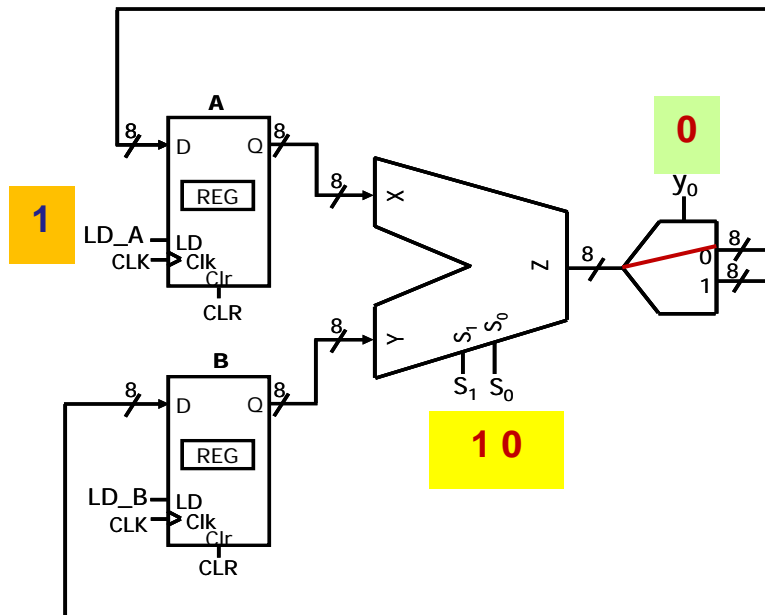 A
8
D
Q
8
REG
1
LD_A
LD
CLK
Clk
Clr
CLR
8
X
8
Y
Z
S₁
S₀
S₁ S₀
1 0
8
0
y₀
0
8
1
8
B
8
D
Q
8
REG
LD_B
LD
CLK
Clk
Clr
CLR